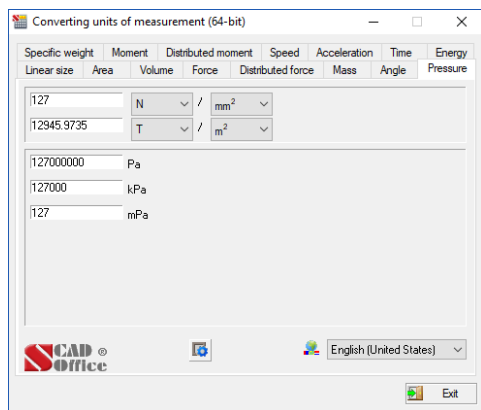 Converting units of measurement (64-bit)
Specific weight Moment Distributed moment Speed Acceleration Time Energy
Linear size Area Volume Force Distributed force Mass Angle Pressure
127 N / mm²
12945.9735 T / m²
127000000 Pa
127000 kPa
127 mPa
SCAD ®
Office
English (United States)
Exit